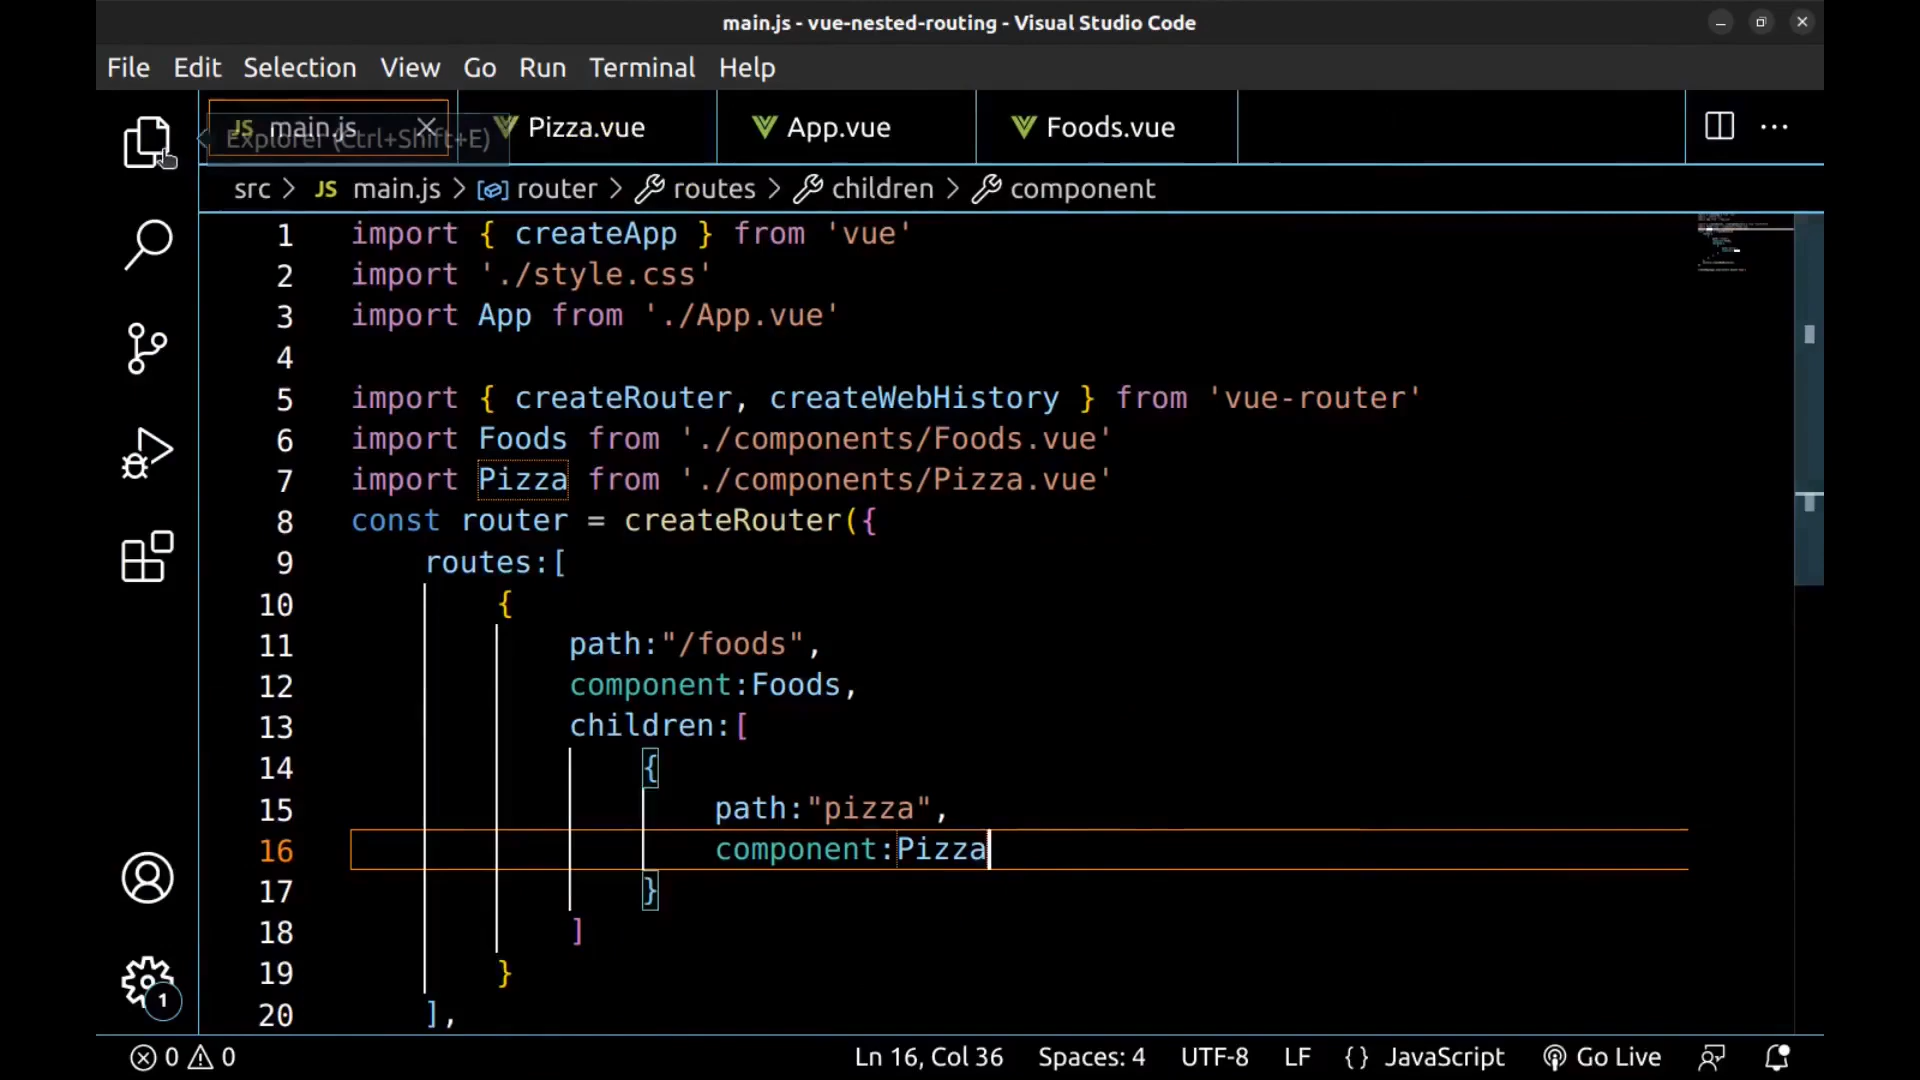 main.js - vue-nested-routing - Visual Studio Code
File Edit Selection View Go Run Terminal Help
JS main.js Pizza.vue App.vue Foods.vue
Explorer (Ctrl+Shift+E)
src > JS main.js > router > routes > children > component
1 import { createApp } from 'vue'
2 import './style.css'
3 import App from './App.vue'
4
5 import { createRouter, createWebHistory } from 'vue-router'
6 import Foods from './components/Foods.vue'
7 import Pizza from './components/Pizza.vue'
8 const router = createRouter({
9 routes:[
10 {
11 path:"/foods",
12 component:Foods,
13 children:[
14 {
15 path:"pizza",
16 component:Pizza
17 }
18 ]
19 }
20 ],
1
0 0 Ln 16, Col 36 Spaces: 4 UTF-8 LF {} JavaScript Go Live